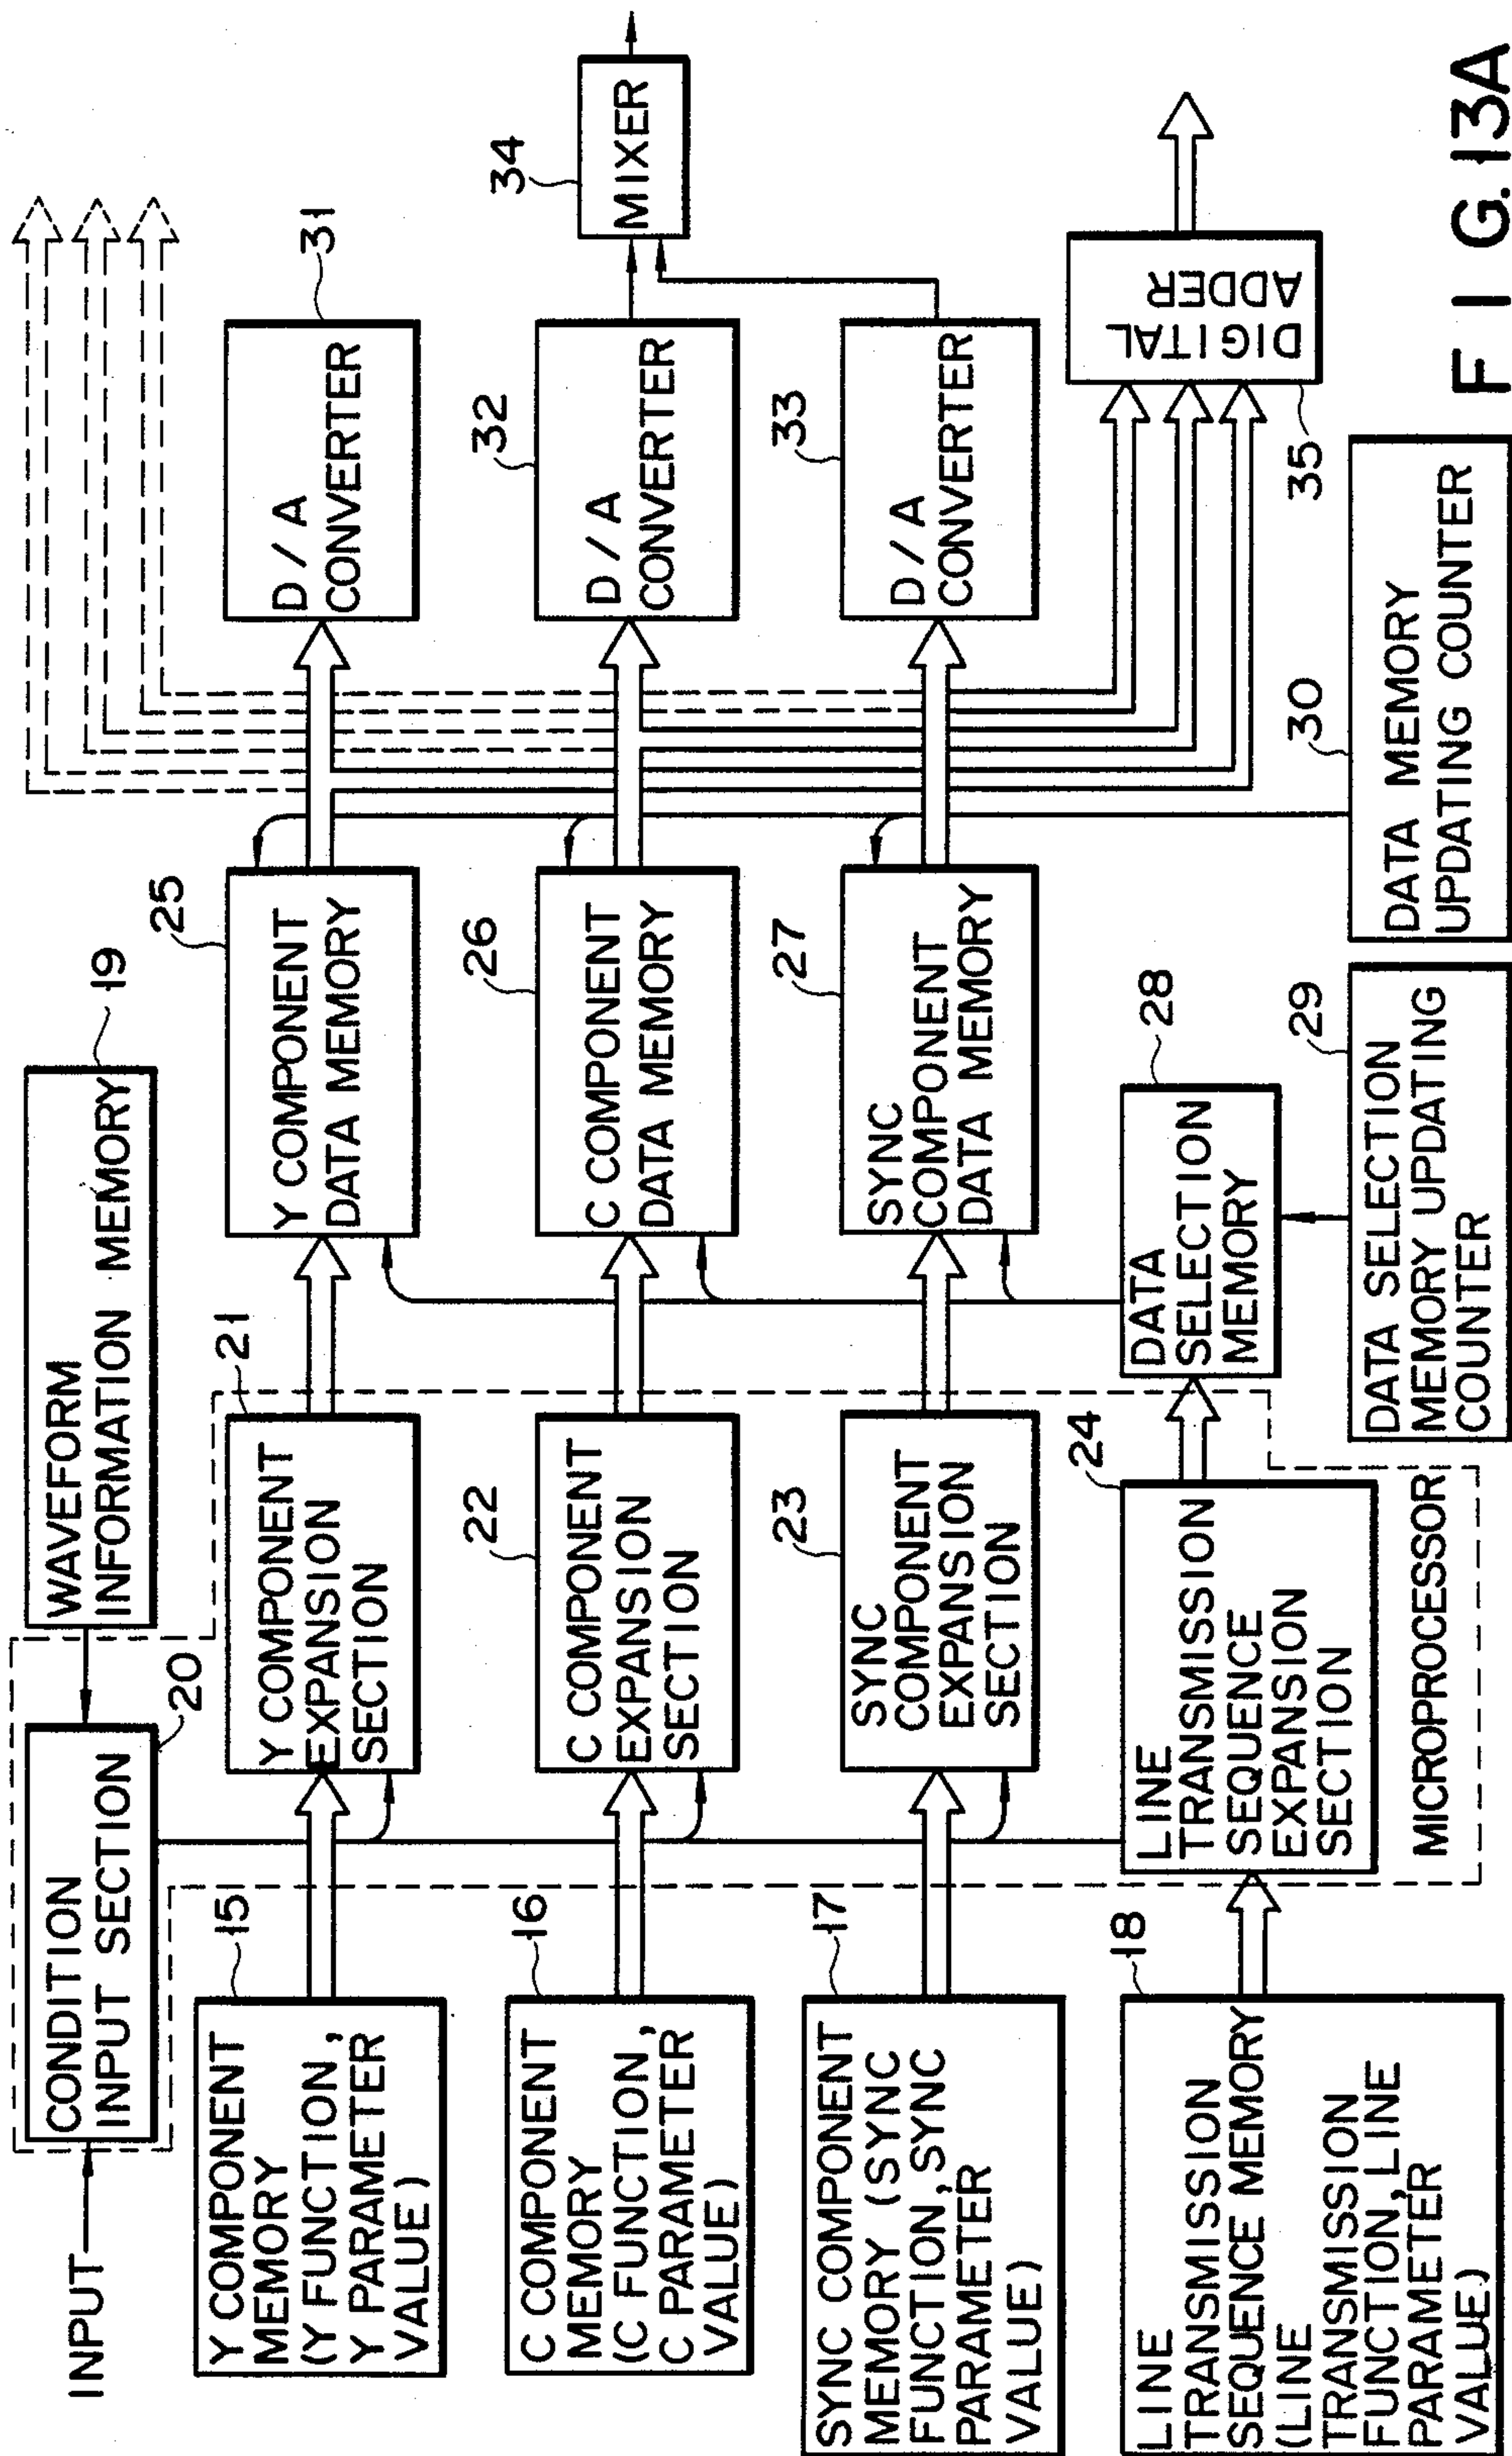 INPUT
CONDITION
INPUT SECTION
20
WAVEFORM
INFORMATION MEMORY
19
Y COMPONENT
MEMORY
(Y FUNCTION,
Y PARAMETER
VALUE)
15
Y COMPONENT
EXPANSION
SECTION
21
Y COMPONENT
DATA MEMORY
25
D/A
CONVERTER
31
C COMPONENT
MEMORY
(C FUNCTION,
C PARAMETER
VALUE)
16
C COMPONENT
EXPANSION
SECTION
22
C COMPONENT
DATA MEMORY
26
D/A
CONVERTER
32
MIXER
34
SYNC COMPONENT
MEMORY (SYNC
FUNCTION, SYNC
PARAMETER
VALUE)
17
SYNC
COMPONENT
EXPANSION
SECTION
23
SYNC
COMPONENT
DATA MEMORY
27
D/A
CONVERTER
33
LINE
TRANSMISSION
SEQUENCE MEMORY
(LINE
TRANSMISSION
FUNCTION, LINE
PARAMETER
VALUE)
18
LINE
TRANSMISSION
SEQUENCE
EXPANSION
SECTION
24
MICROPROCESSOR
DATA
SELECTION
MEMORY
28
DATA SELECTION
MEMORY UPDATING
COUNTER
29
DATA MEMORY
UPDATING COUNTER
30
DIGITAL
ADDER
35
FIG. 13A